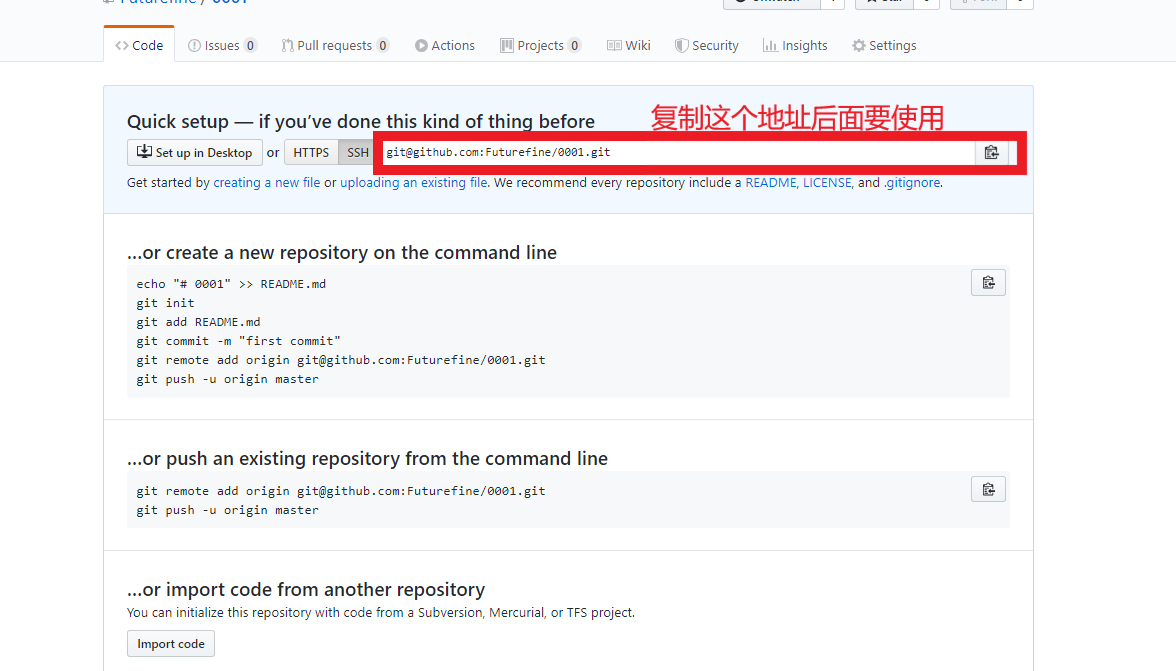 Futurefine / 0001
Code Issues 0 Pull requests 0 Actions Projects 0 Wiki Security Insights Settings
Quick setup — if you’ve done this kind of thing before
复制这个地址后面要使用
Set up in Desktop or HTTPS SSH git@github.com:Futurefine/0001.git
Get started by creating a new file or uploading an existing file. We recommend every repository include a README, LICENSE, and .gitignore.
…or create a new repository on the command line
echo "# 0001" >> README.md
git init
git add README.md
git commit -m "first commit"
git remote add origin git@github.com:Futurefine/0001.git
git push -u origin master
…or push an existing repository from the command line
git remote add origin git@github.com:Futurefine/0001.git
git push -u origin master
…or import code from another repository
You can initialize this repository with code from a Subversion, Mercurial, or TFS project.
Import code